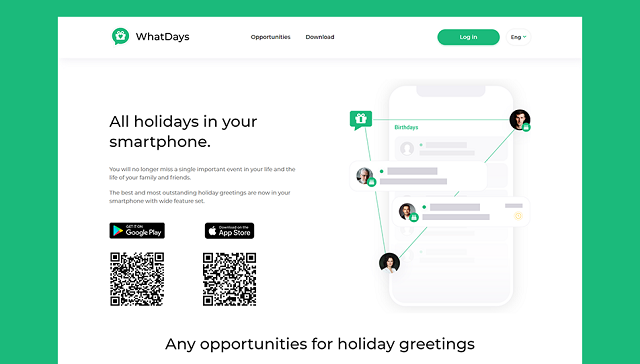 WhatDays
Opportunities
Download
Log in
Eng
All holidays in your
smartphone.
You will no longer miss a single important event in your life and the
life of your family and friends.
The best and most outstanding holiday greetings are now in your
smartphone with wide feature set.
GET IT ON
Google Play
Download on the
App Store
Birthdays
Any opportunities for holiday greetings